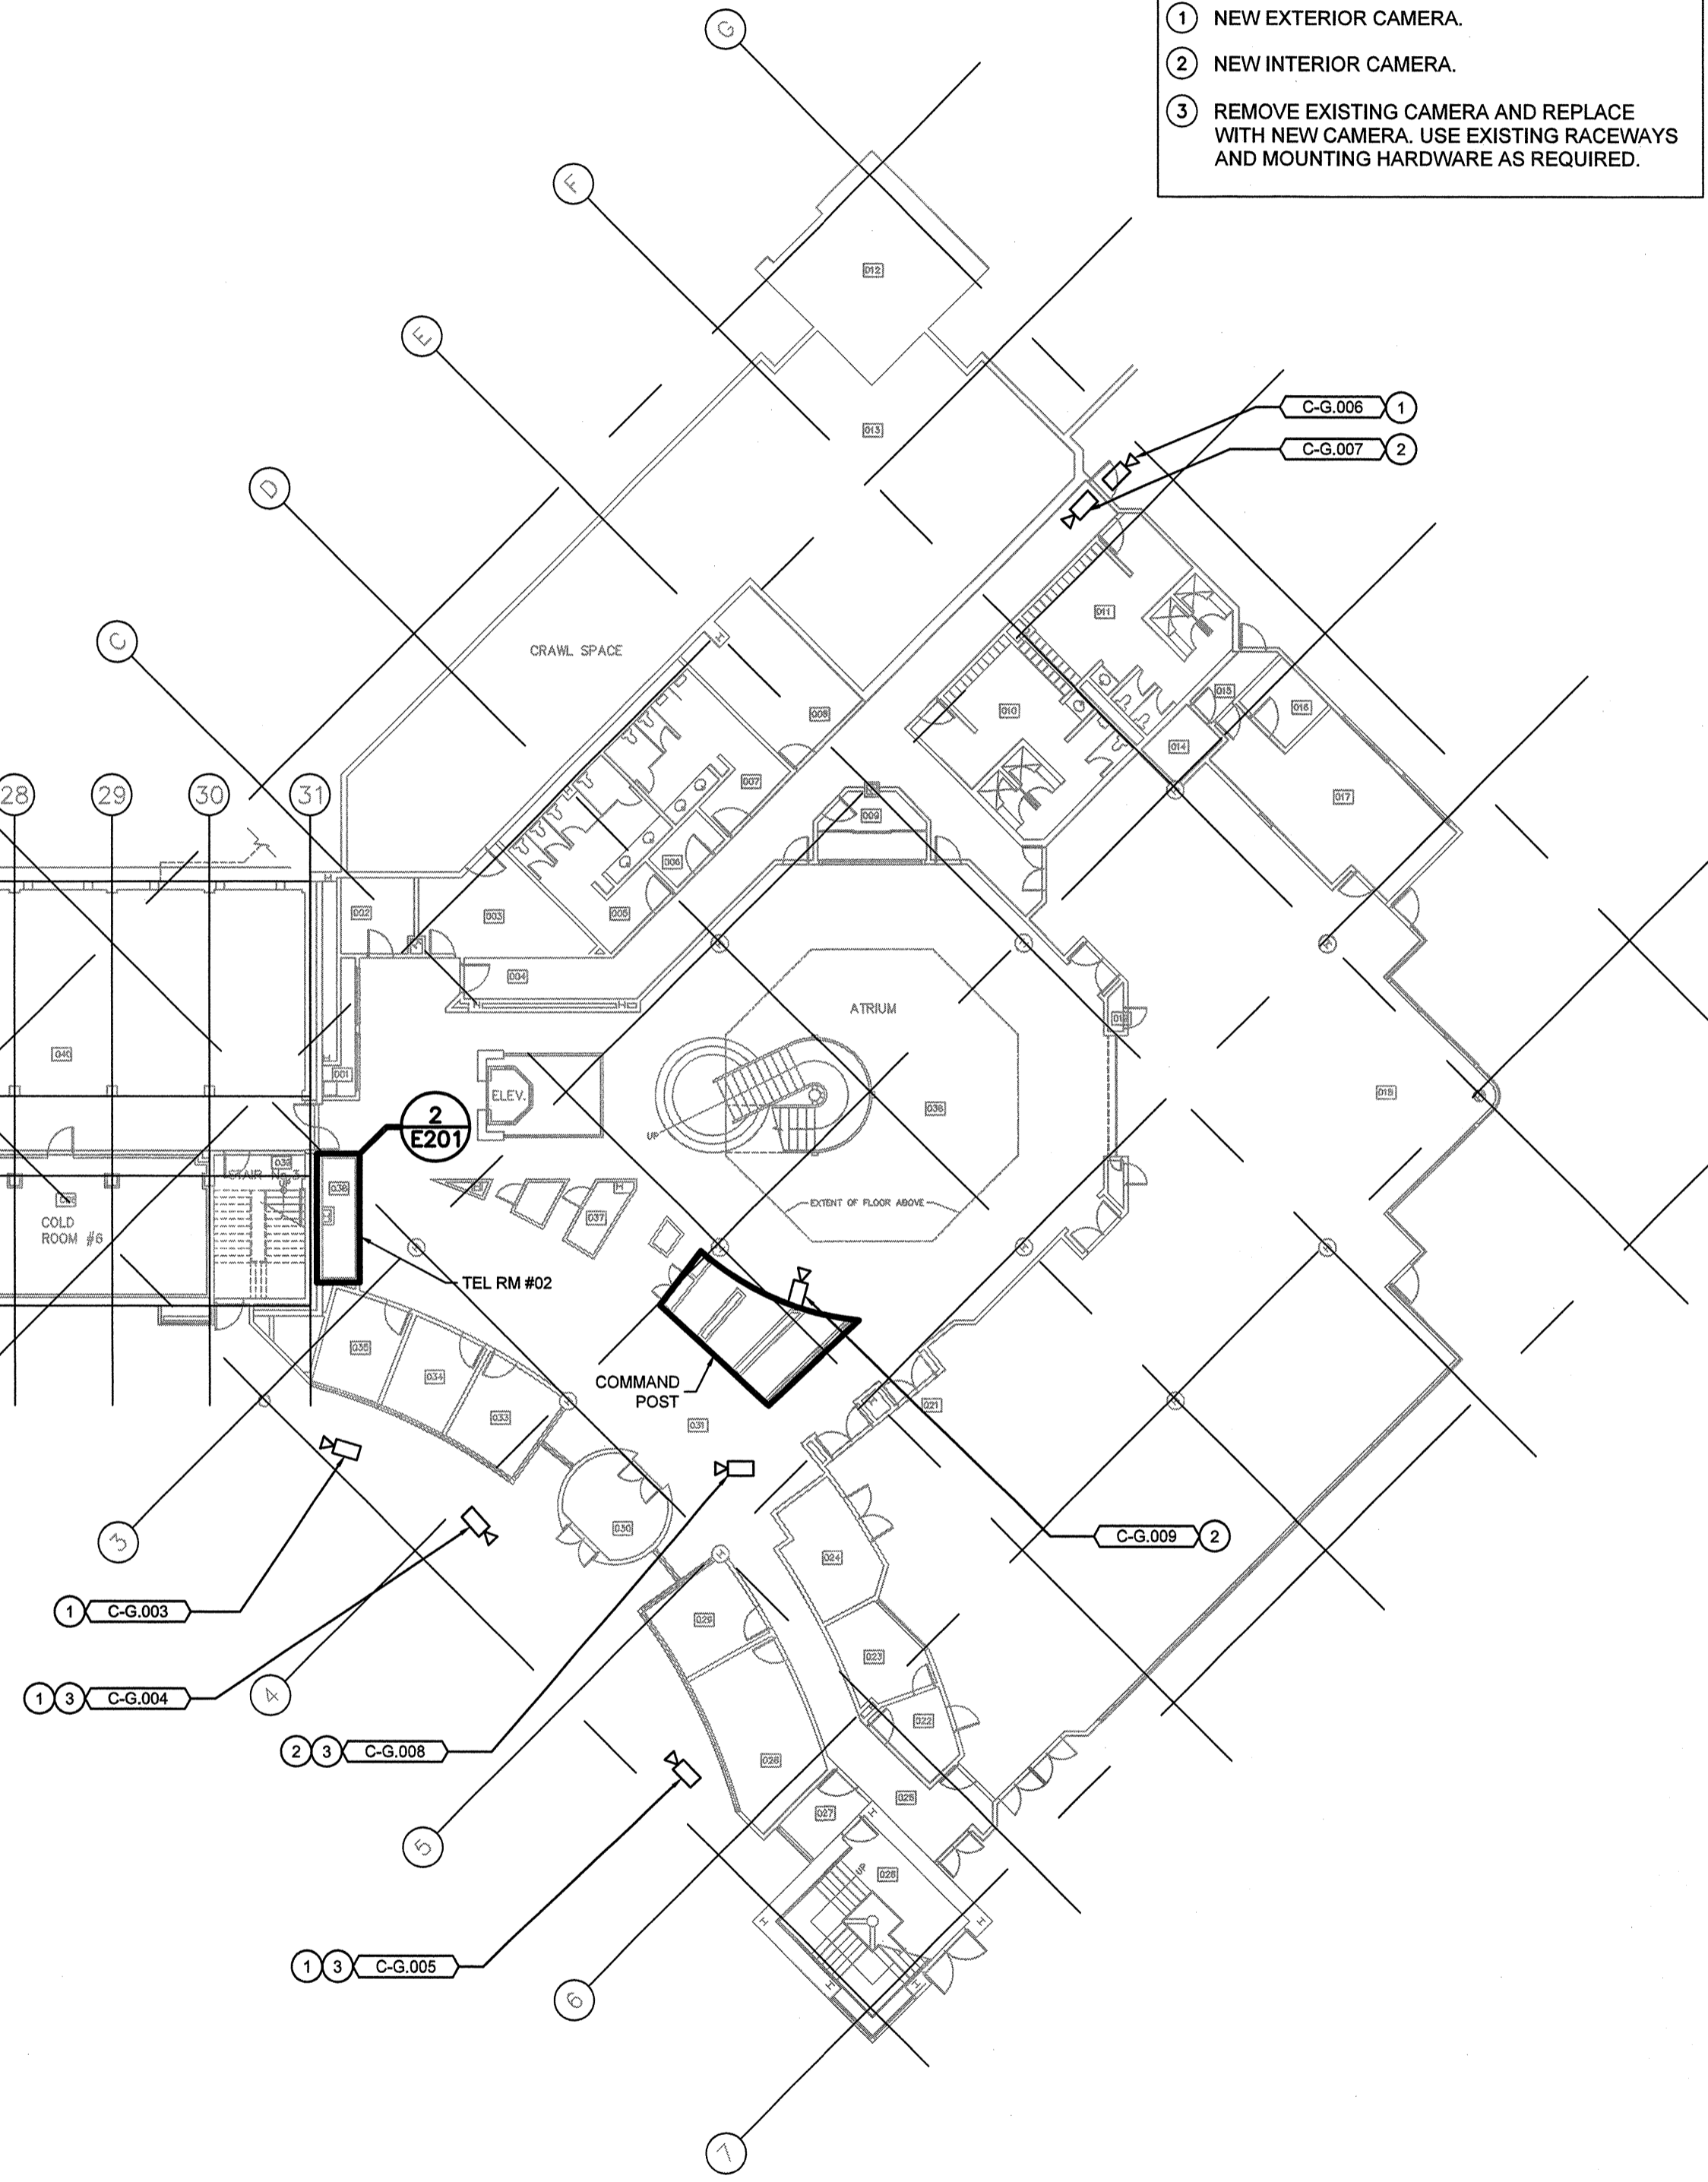 1 NEW EXTERIOR CAMERA.
2 NEW INTERIOR CAMERA.
3 REMOVE EXISTING CAMERA AND REPLACE
WITH NEW CAMERA. USE EXISTING RACEWAYS
AND MOUNTING HARDWARE AS REQUIRED.
G
F
012
E
C-G.006 1
013
C-G.007 2
D
011
C
CRAWL SPACE
015
016
010
008
014
007
28 29 30 31
017
009
006
002
003
005
004
ATRIUM
040
001
ELEV.
018
036
2
E201
UP
STAIR No.3
038
EXTENT OF FLOOR ABOVE
037
COLD
ROOM #6
TEL RM #02
035
034
COMMAND
POST
033
031
021
030
C-G.009 2
3
024
1 C-G.003
029
023
4
1 3 C-G.004
022
2 3 C-G.008
025
027
5
UP
026
1 3 C-G.005
6
7